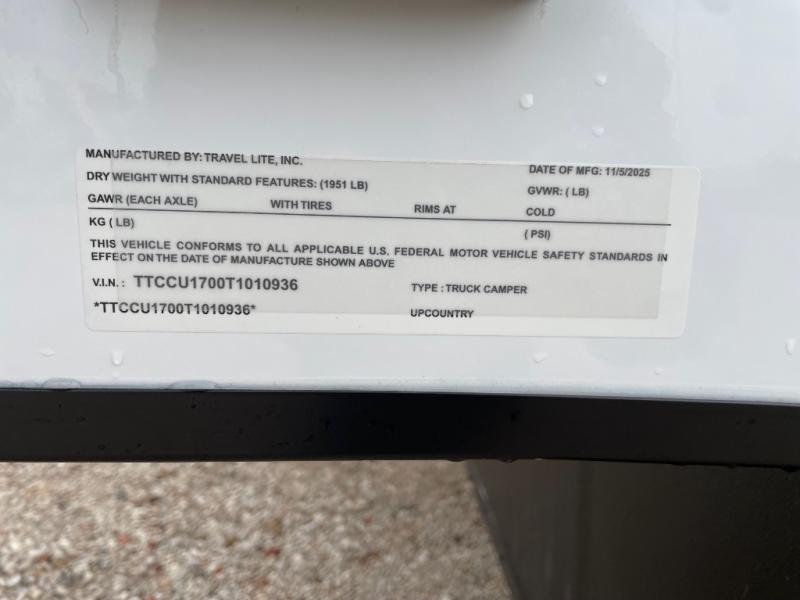 MANUFACTURED BY: TRAVEL LITE, INC. DATE OF MFG: 11/5/2025
DRY WEIGHT WITH STANDARD FEATURES: (1951 LB) GVWR: ( LB)
GAWR (EACH AXLE) WITH TIRES RIMS AT COLD
KG ( LB) ( PSI)
THIS VEHICLE CONFORMS TO ALL APPLICABLE U.S. FEDERAL MOTOR VEHICLE SAFETY STANDARDS IN
EFFECT ON THE DATE OF MANUFACTURE SHOWN ABOVE
V.I.N. : TTCCU1700T1010936 TYPE : TRUCK CAMPER
*TTCCU1700T1010936* UPCOUNTRY